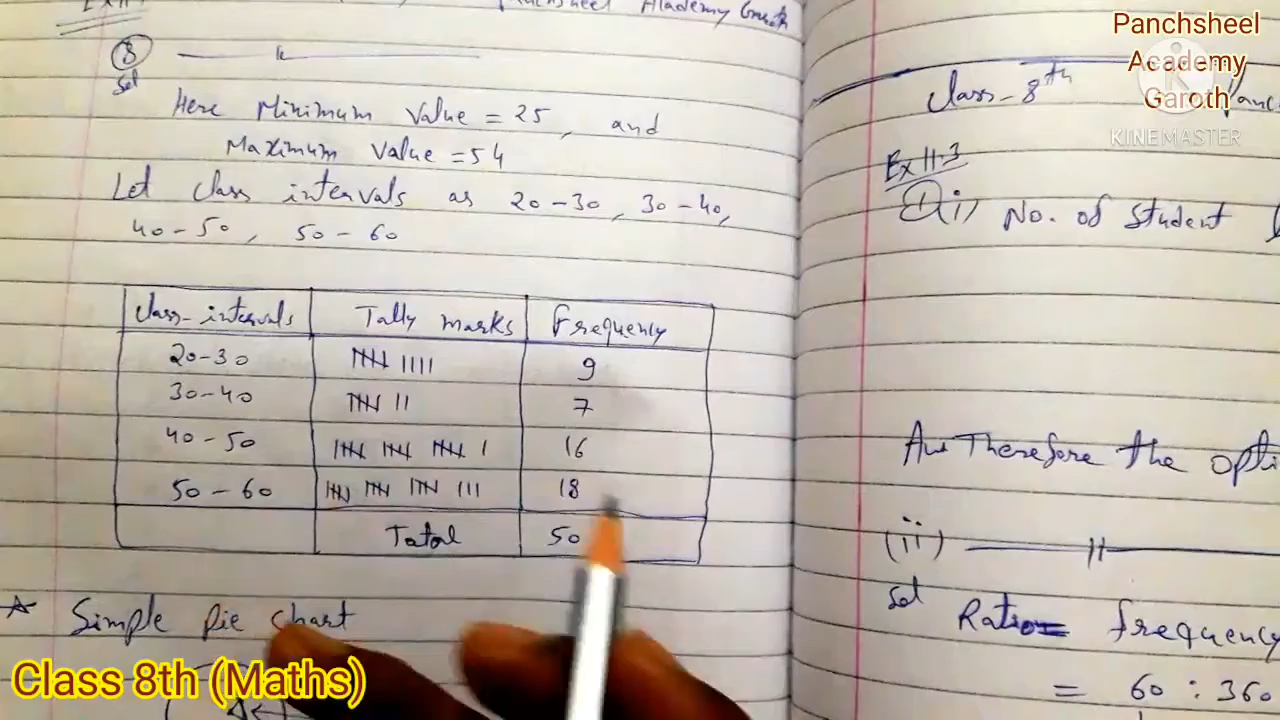 Academy Garoth
8
Sol
Here Minimum Value = 25, and
Maximum Value = 54
Let class intervals as 20-30, 30-40,
40-50, 50-60
Class-intervals Tally marks Frequency
20-30 9
30-40 7
40-50 16
50-60 18
Total 50
Simple Pie chart
Class 8th (Maths)
Panchsheel
Academy
Garoth
KINEMASTER
Class-8th
Ex 11.3
① (i) No. of Student
Ans Therefore the opti
(ii) —————11
Sol Ratio = frequency
= 60 : 360